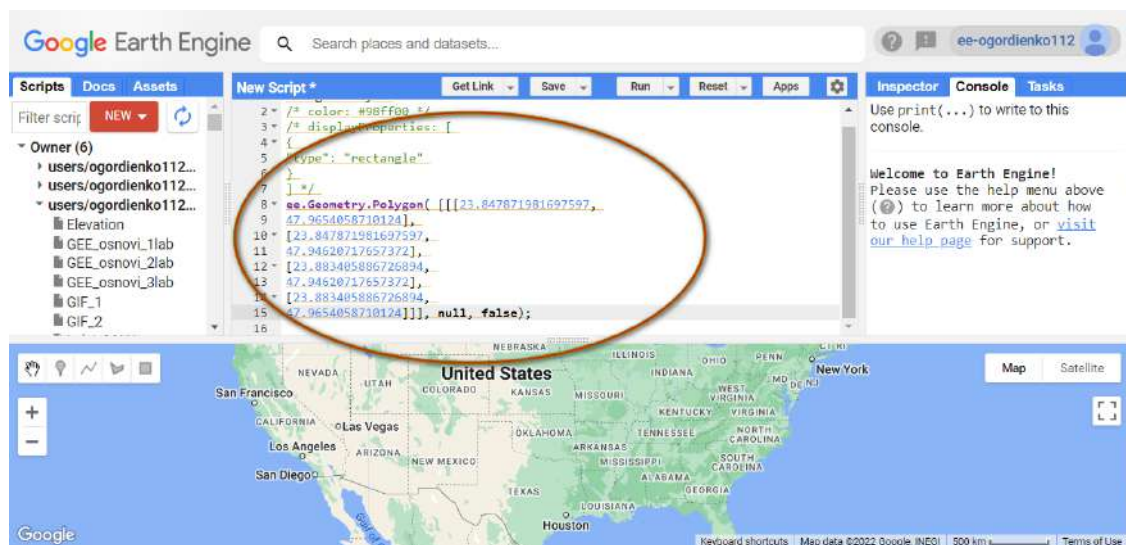 Google Earth Engine
Search places and datasets...
ee-ogordienko112
Scripts Docs Assets
Filter scrip NEW
Owner (6)
users/ogordienko112...
users/ogordienko112...
users/ogordienko112...
Elevation
GEE_osnovi_1lab
GEE_osnovi_2lab
GEE_osnovi_3lab
GIF_1
GIF_2
New Script * Get Link Save Run Reset Apps
2 /* color: #98ff00 */
3 /* displayProperties: [
4 {
5 "type": "rectangle"
6 }
7 ] */
8 ee.Geometry.Polygon( [[[23.847871981697597,
9 47.9654058710124],
10 [23.847871981697597,
11 47.94620717657372],
12 [23.883405886726894,
13 47.94620717657372],
14 [23.883405886726894,
15 47.9654058710124]]], null, false);
16
Inspector Console Tasks
Use print(...) to write to this
console.
Welcome to Earth Engine!
Please use the help menu above
(?) to learn more about how
to use Earth Engine, or visit
our help page for support.
Map Satellite
+
−
NEBRASKA
ILLINOIS
OHIO
PENN
New York
NEVADA
United States
INDIANA
MD
DE NJ
UTAH
COLORADO
KANSAS
MISSOURI
WEST
VIRGINIA
San Francisco
KENTUCKY
VIRGINIA
CALIFORNIA
Las Vegas
OKLAHOMA
TENNESSEE
NORTH
CAROLINA
Los Angeles
ARIZONA
NEW MEXICO
ARKANSAS
MISSISSIPPI
SOUTH
CAROLINA
San Diego
ALABAMA
TEXAS
GEORGIA
LOUISIANA
Houston
Gulf of
Google
Keyboard shortcuts Map data ©2022 Google, INEGI 500 km Terms of Use